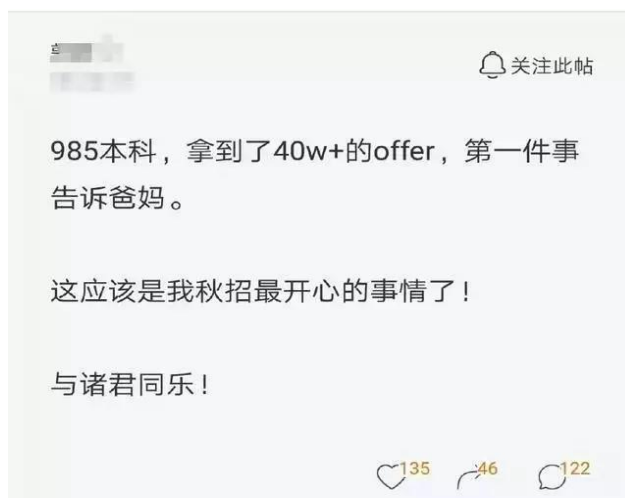 关注此帖
985本科，拿到了40w+的offer，第一件事
告诉爸妈。
这应该是我秋招最开心的事情了！
与诸君同乐！
135 46 122